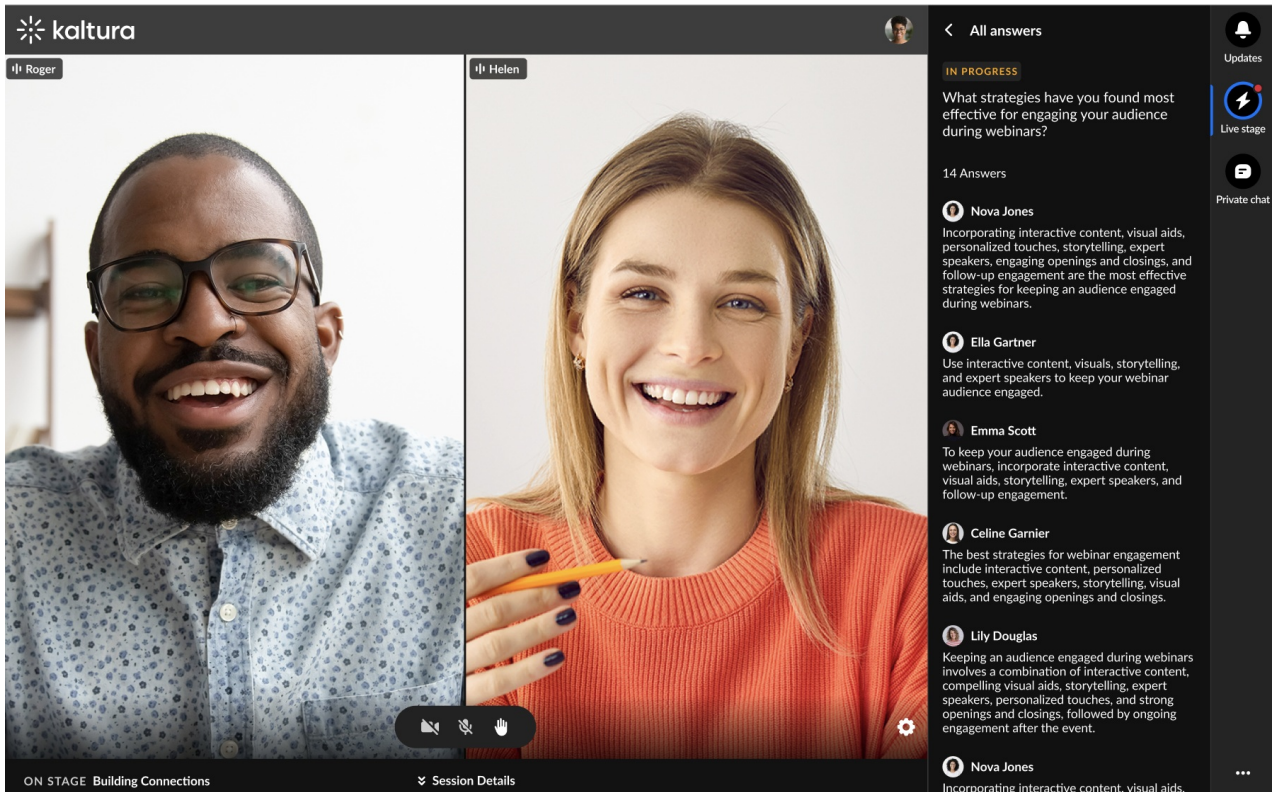 kaltura
Roger
Helen
ON STAGE Building Connections
Session Details
All answers
IN PROGRESS
What strategies have you found most
effective for engaging your audience
during webinars?
14 Answers
Nova Jones
Incorporating interactive content, visual aids,
personalized touches, storytelling, expert
speakers, engaging openings and closings, and
follow-up engagement are the most effective
strategies for keeping an audience engaged
during webinars.
Ella Gartner
Use interactive content, visuals, storytelling,
and expert speakers to keep your webinar
audience engaged.
Emma Scott
To keep your audience engaged during
webinars, incorporate interactive content,
visual aids, storytelling, expert speakers, and
follow-up engagement.
Celine Garnier
The best strategies for webinar engagement
include interactive content, personalized
touches, expert speakers, storytelling, visual
aids, and engaging openings and closings.
Lily Douglas
Keeping an audience engaged during webinars
involves a combination of interactive content,
compelling visual aids, storytelling, expert
speakers, personalized touches, and strong
openings and closings, followed by ongoing
engagement after the event.
Nova Jones
Incorporating interactive content, visual aids,
Updates
Live stage
Private chat